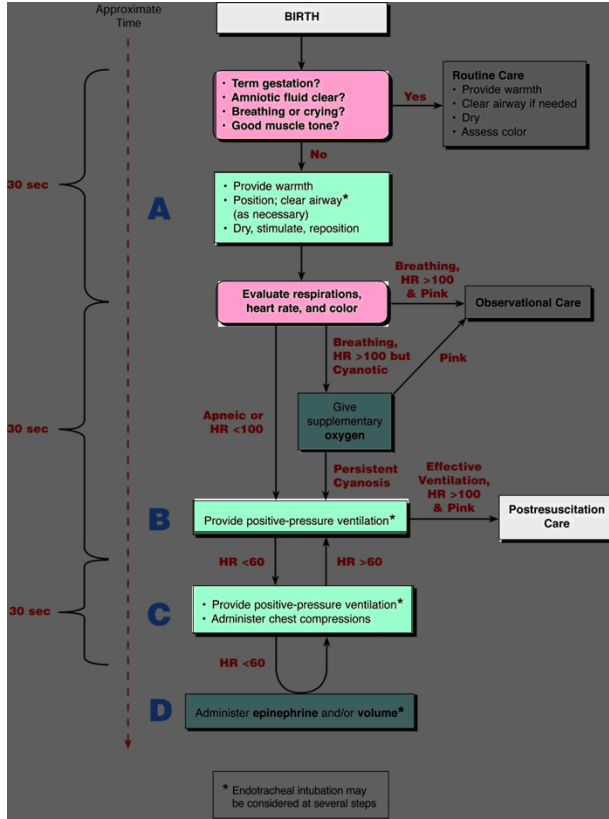 Approximate
Time
BIRTH
• Term gestation?
• Amniotic fluid clear?
• Breathing or crying?
• Good muscle tone?
Yes
Routine Care
• Provide warmth
• Clear airway if needed
• Dry
• Assess color
No
30 sec
A
• Provide warmth
• Position; clear airway*
(as necessary)
• Dry, stimulate, reposition
Evaluate respirations,
heart rate, and color
Breathing,
HR >100
& Pink
Observational Care
Breathing,
HR >100 but
Cyanotic
Pink
Give
supplementary
oxygen
Apneic or
HR <100
30 sec
Persistent
Cyanosis
Effective
Ventilation,
HR >100
& Pink
B
Provide positive-pressure ventilation*
Postresuscitation
Care
HR <60
HR >60
30 sec
C
• Provide positive-pressure ventilation*
• Administer chest compressions
HR <60
D
Administer epinephrine and/or volume*
* Endotracheal intubation may
be considered at several steps